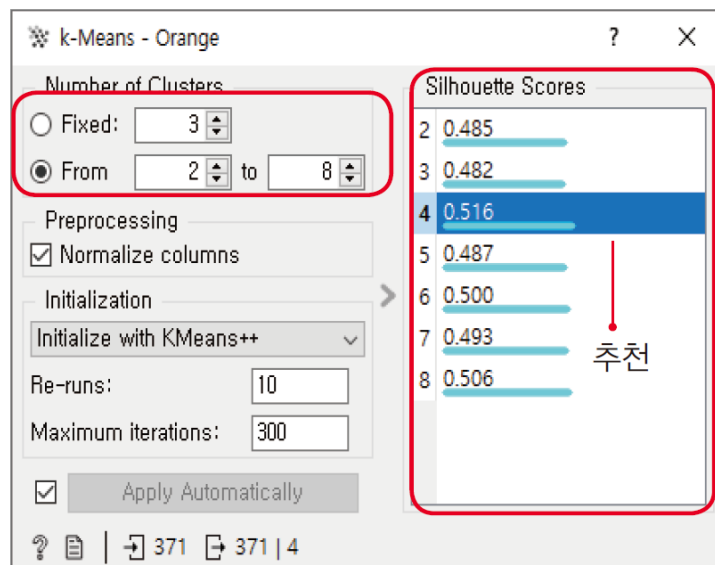 k-Means - Orange
?
Number of Clusters
Fixed: 3
From 2 to 8
Preprocessing
Normalize columns
Initialization
Initialize with KMeans++
Re-runs: 10
Maximum iterations: 300
Apply Automatically
? 371 371 | 4
Silhouette Scores
2 0.485
3 0.482
4 0.516
5 0.487
6 0.500
7 0.493
8 0.506
추천